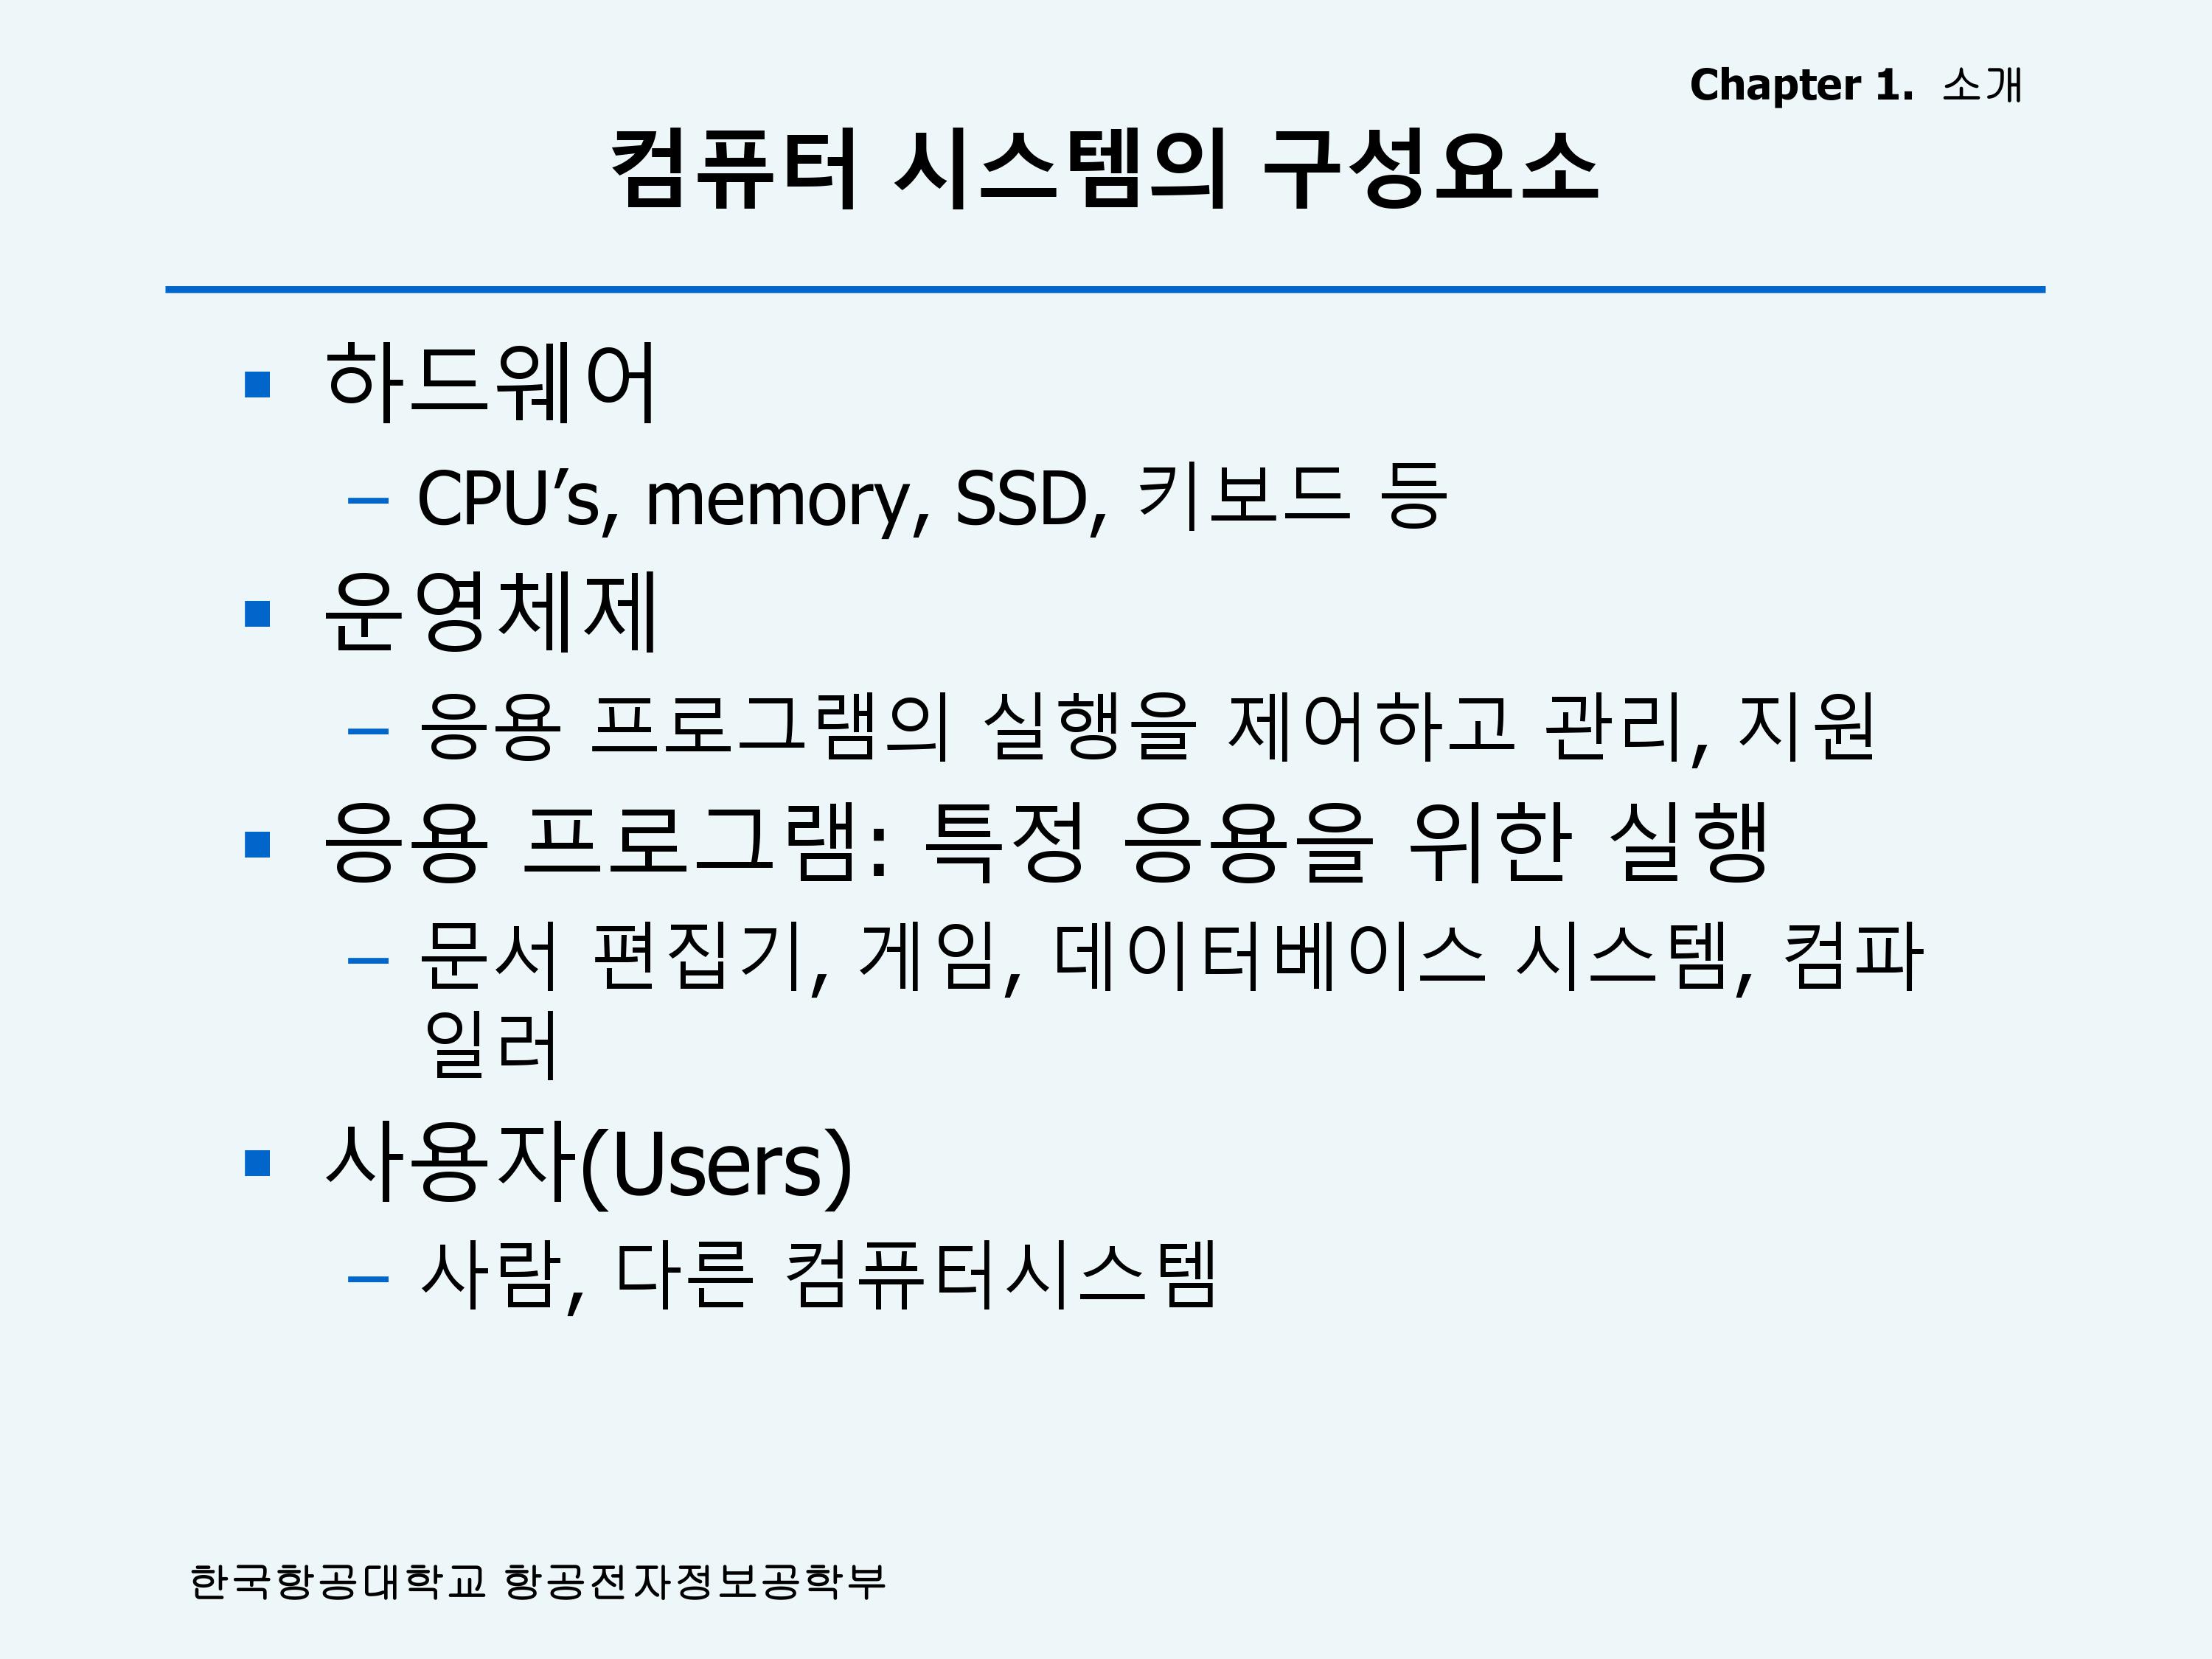 Chapter 1. 소개
컴퓨터 시스템의 구성요소
▪ 하드웨어
– CPU’s, memory, SSD, 키보드 등
▪ 운영체제
– 응용 프로그램의 실행을 제어하고 관리, 지원
▪ 응용 프로그램: 특정 응용을 위한 실행
– 문서 편집기, 게임, 데이터베이스 시스템, 컴파
일러
▪ 사용자(Users)
– 사람, 다른 컴퓨터시스템
한국항공대학교 항공전자정보공학부